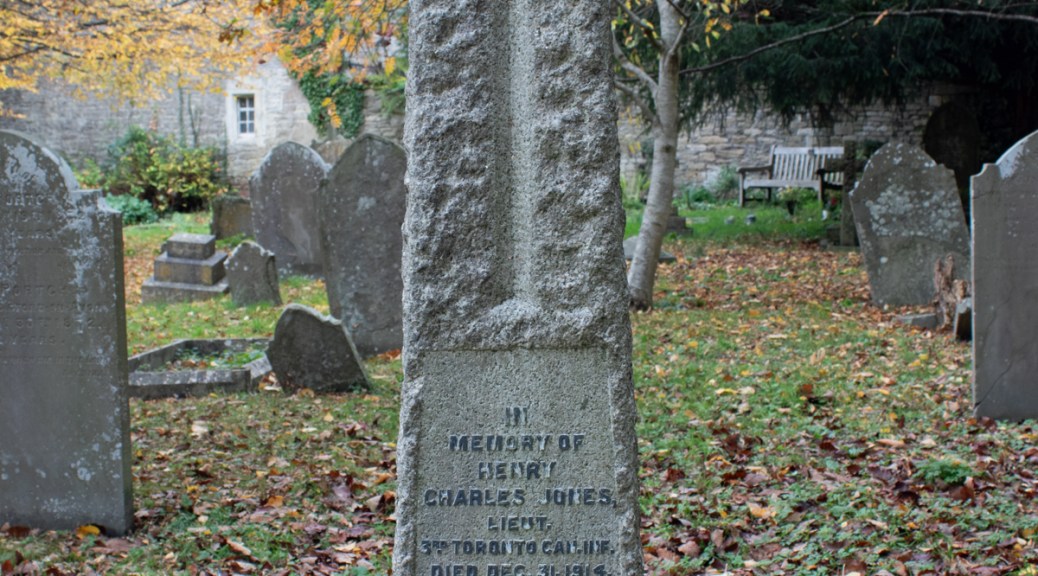 IN
MEMORY OF
HENRY
CHARLES JONES,
LIEUT.
3RD TORONTO CAN. INF.
DIED DEC. 31, 1914.